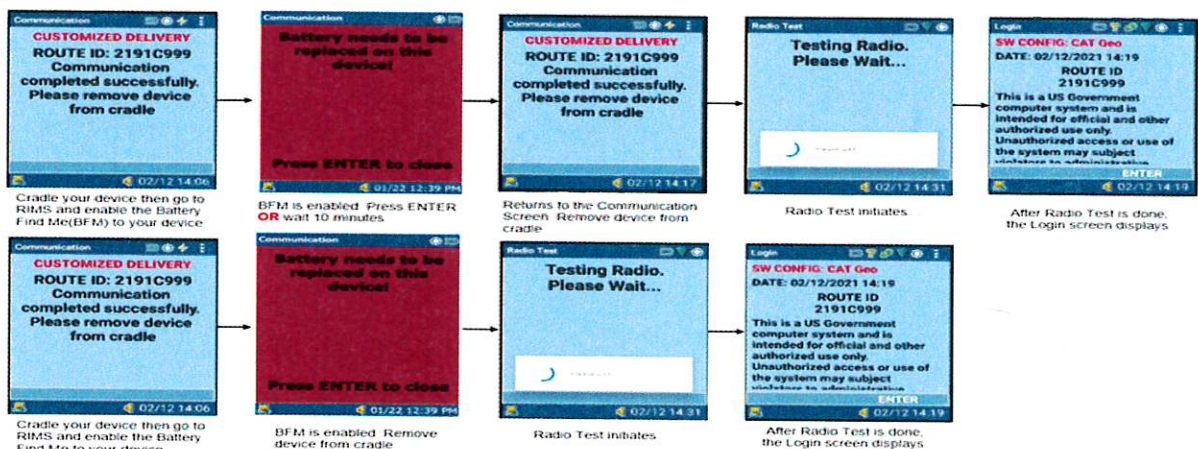 Communication
CUSTOMIZED DELIVERY
ROUTE ID: 2191C999
Communication
completed successfully.
Please remove device
from cradle
02/12 14:06
Cradle your device then go to
RIMS and enable the Battery
Find Me(BFM) to your device
Communication
Battery needs to be
replaced on this
device!
Press ENTER to close
01/22 12:39 PM
BFM is enabled Press ENTER
OR wait 10 minutes
Communication
CUSTOMIZED DELIVERY
ROUTE ID: 2191C999
Communication
completed successfully.
Please remove device
from cradle
02/12 14:17
Returns to the Communication
Screen Remove device from
cradle
Radio Test
Testing Radio.
Please Wait...
02/12 14:31
Radio Test initiates
Login
SW CONFIG: CAT Geo
DATE: 02/12/2021 14:19
ROUTE ID
2191C999
This is a US Government
computer system and is
intended for official and other
authorized use only.
Unauthorized access or use of
the system may subject
violators to administrative
ENTER
02/12 14:19
After Radio Test is done,
the Login screen displays
Communication
CUSTOMIZED DELIVERY
ROUTE ID: 2191C999
Communication
completed successfully.
Please remove device
from cradle
02/12 14:06
Cradle your device then go to
RIMS and enable the Battery
Find Me to your device
Communication
Battery needs to be
replaced on this
device!
Press ENTER to close
01/22 12:39 PM
BFM is enabled Remove
device from cradle
Radio Test
Testing Radio.
Please Wait...
02/12 14:31
Radio Test initiates
Login
SW CONFIG: CAT Geo
DATE: 02/12/2021 14:19
ROUTE ID
2191C999
This is a US Government
computer system and is
intended for official and other
authorized use only.
Unauthorized access or use of
the system may subject
violators to administrative
ENTER
02/12 14:19
After Radio Test is done,
the Login screen displays